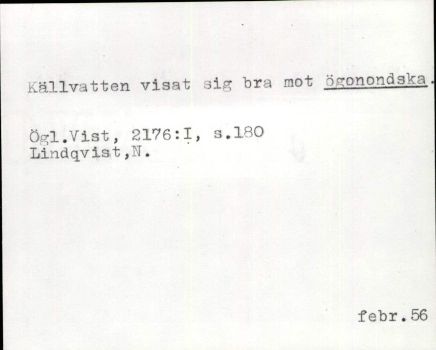 Källvatten visat sig bra mot ögonondska.
Ögl.Vist, 2176:I, s.180
Lindqvist,N.
febr.56